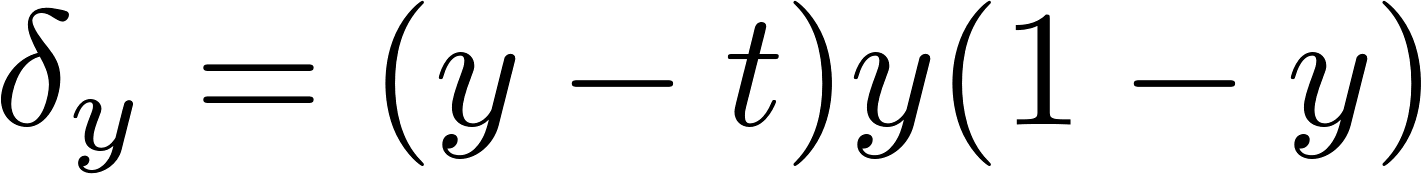 δ_y = (y − t)y(1 − y)